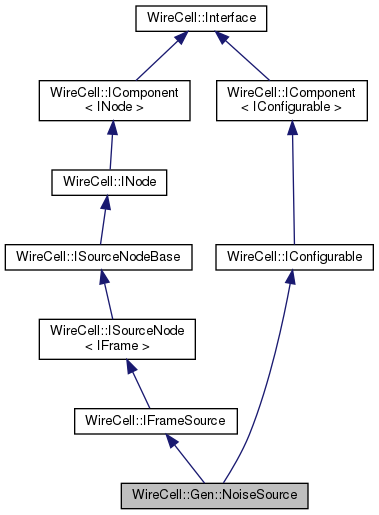 WireCell::Interface
WireCell::IComponent
< INode >
WireCell::IComponent
< IConfigurable >
WireCell::INode
WireCell::ISourceNodeBase
WireCell::IConfigurable
WireCell::ISourceNode
< IFrame >
WireCell::IFrameSource
WireCell::Gen::NoiseSource